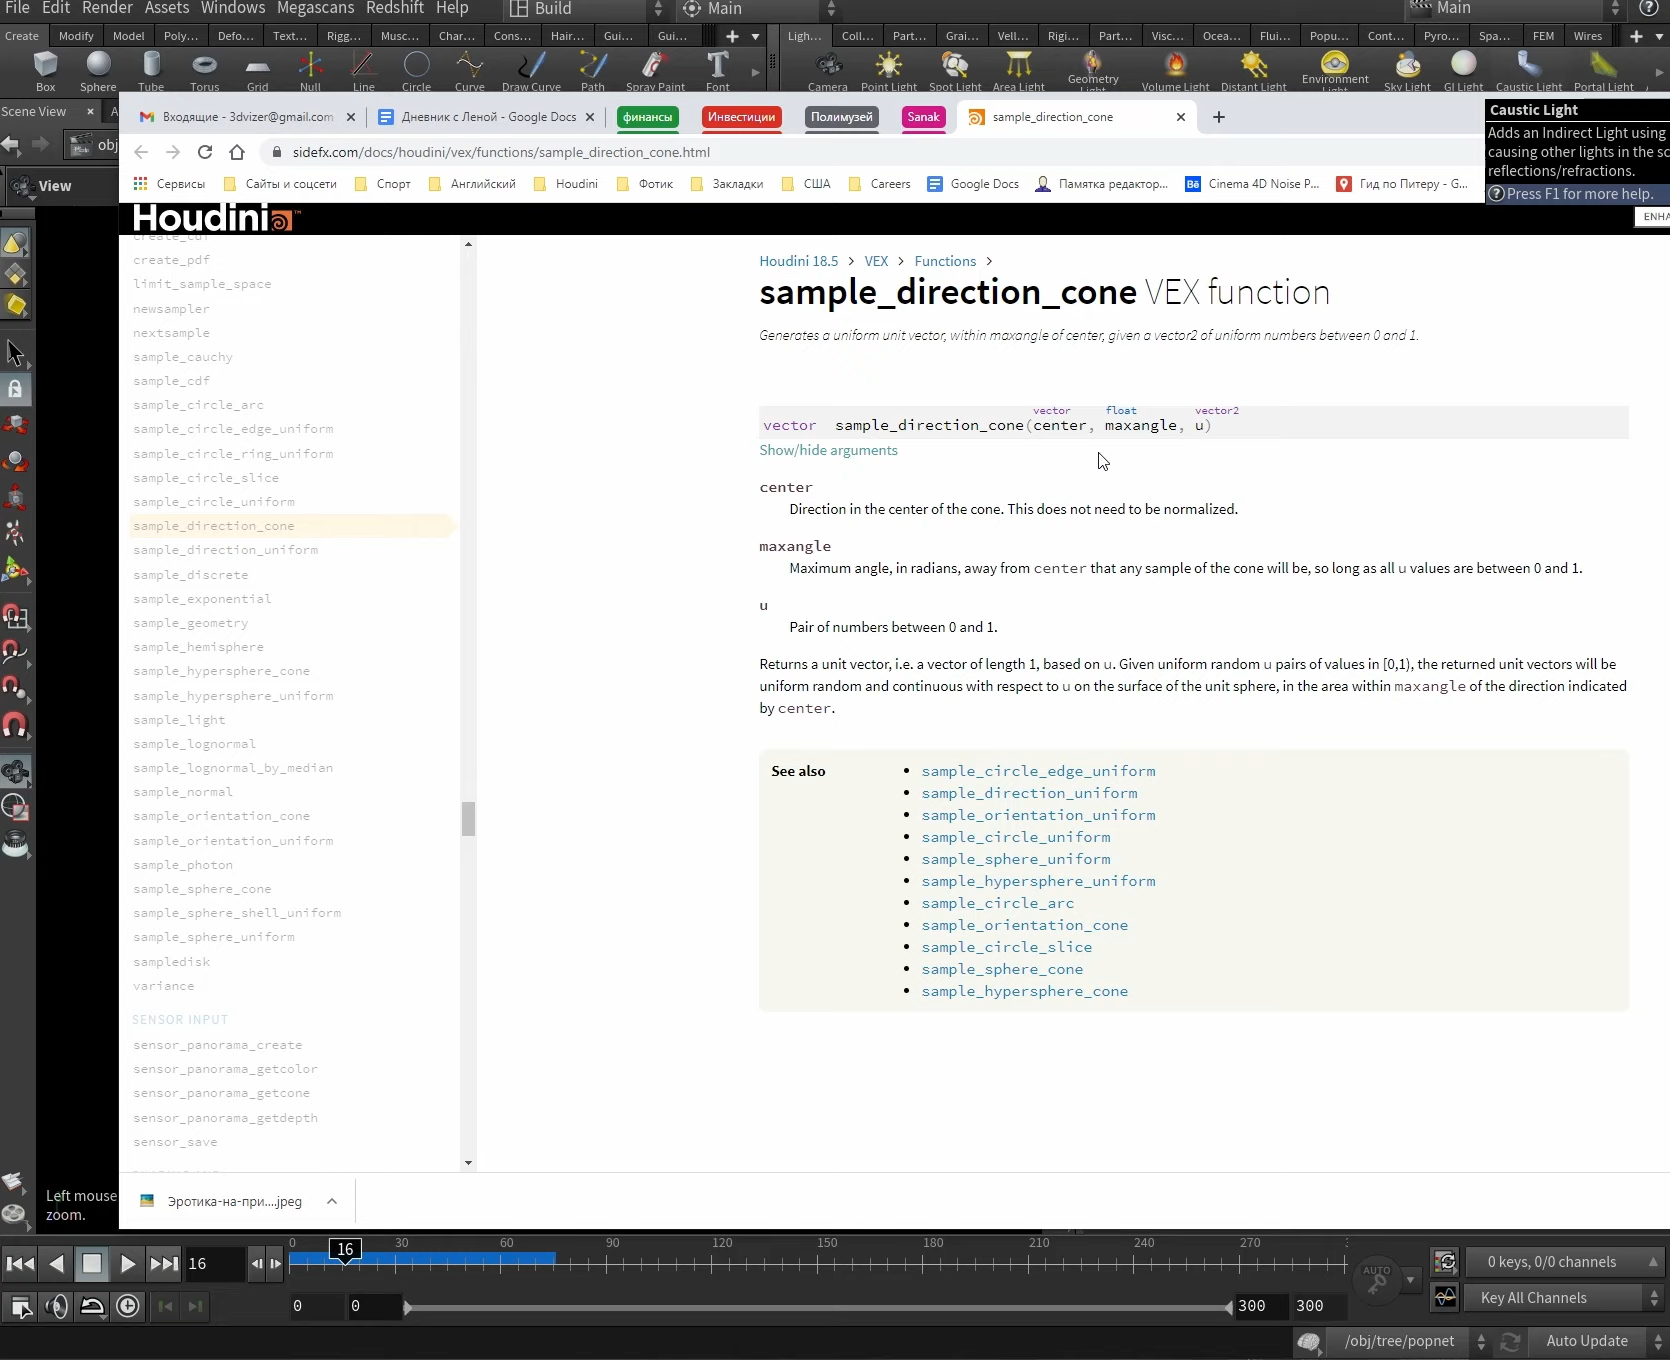 File Edit Render Assets Windows Megascans Redshift Help Build Main Main
Create Modify Model Poly... Defo... Text... Rigg... Musc... Char... Cons... Hair... Gui... Gui... Ligh... Coll... Part... Grai... Vell... Rigi... Part... Visc... Ocea... Flui... Popu... Cont... Pyro... Spa... FEM Wires
Box Sphere Tube Torus Grid Null Line Circle Curve Draw Curve Path Spray Paint Font Camera Point Light Spot Light Area Light Geometry Light Volume Light Distant Light Environment Light Sky Light GI Light Caustic Light Portal Light
Scene View
obj
View
Входящие - 3dvizer@gmail.com Дневник с Леной - Google Docs финансы Инвестиции Полимузей Sanak sample_direction_cone
sidefx.com/docs/houdini/vex/functions/sample_direction_cone.html
Сервисы Сайты и соцсети Спорт Английский Houdini Фотик Закладки США Careers Google Docs Памятка редактор... Cinema 4D Noise P... Гид по Питеру - G...
Caustic Light
Adds an Indirect Light using
causing other lights in the sc
reflections/refractions.
Press F1 for more help.
Houdini
ENHA
create_cdf
create_pdf
limit_sample_space
newsampler
nextsample
sample_cauchy
sample_cdf
sample_circle_arc
sample_circle_edge_uniform
sample_circle_ring_uniform
sample_circle_slice
sample_circle_uniform
sample_direction_cone
sample_direction_uniform
sample_discrete
sample_exponential
sample_geometry
sample_hemisphere
sample_hypersphere_cone
sample_hypersphere_uniform
sample_light
sample_lognormal
sample_lognormal_by_median
sample_normal
sample_orientation_cone
sample_orientation_uniform
sample_photon
sample_sphere_cone
sample_sphere_shell_uniform
sample_sphere_uniform
sampledisk
variance
SENSOR INPUT
sensor_panorama_create
sensor_panorama_getcolor
sensor_panorama_getcone
sensor_panorama_getdepth
sensor_save
Houdini 18.5 > VEX > Functions >
sample_direction_cone VEX function
Generates a uniform unit vector, within maxangle of center, given a vector2 of uniform numbers between 0 and 1.
vector float vector2
vector sample_direction_cone(center, maxangle, u)
Show/hide arguments
center
Direction in the center of the cone. This does not need to be normalized.
maxangle
Maximum angle, in radians, away from center that any sample of the cone will be, so long as all u values are between 0 and 1.
u
Pair of numbers between 0 and 1.
Returns a unit vector, i.e. a vector of length 1, based on u. Given uniform random u pairs of values in [0,1), the returned unit vectors will be
uniform random and continuous with respect to u on the surface of the unit sphere, in the area within maxangle of the direction indicated
by center.
See also
• sample_circle_edge_uniform
• sample_direction_uniform
• sample_orientation_uniform
• sample_circle_uniform
• sample_sphere_uniform
• sample_hypersphere_uniform
• sample_circle_arc
• sample_orientation_cone
• sample_circle_slice
• sample_sphere_cone
• sample_hypersphere_cone
Left mouse
zoom.
Эротика-на-при....jpeg
0 16 30 60 90 120 150 180 210 240 270
16
AUTO
0 keys, 0/0 channels
0 0 300 300
Key All Channels
/obj/tree/popnet Auto Update